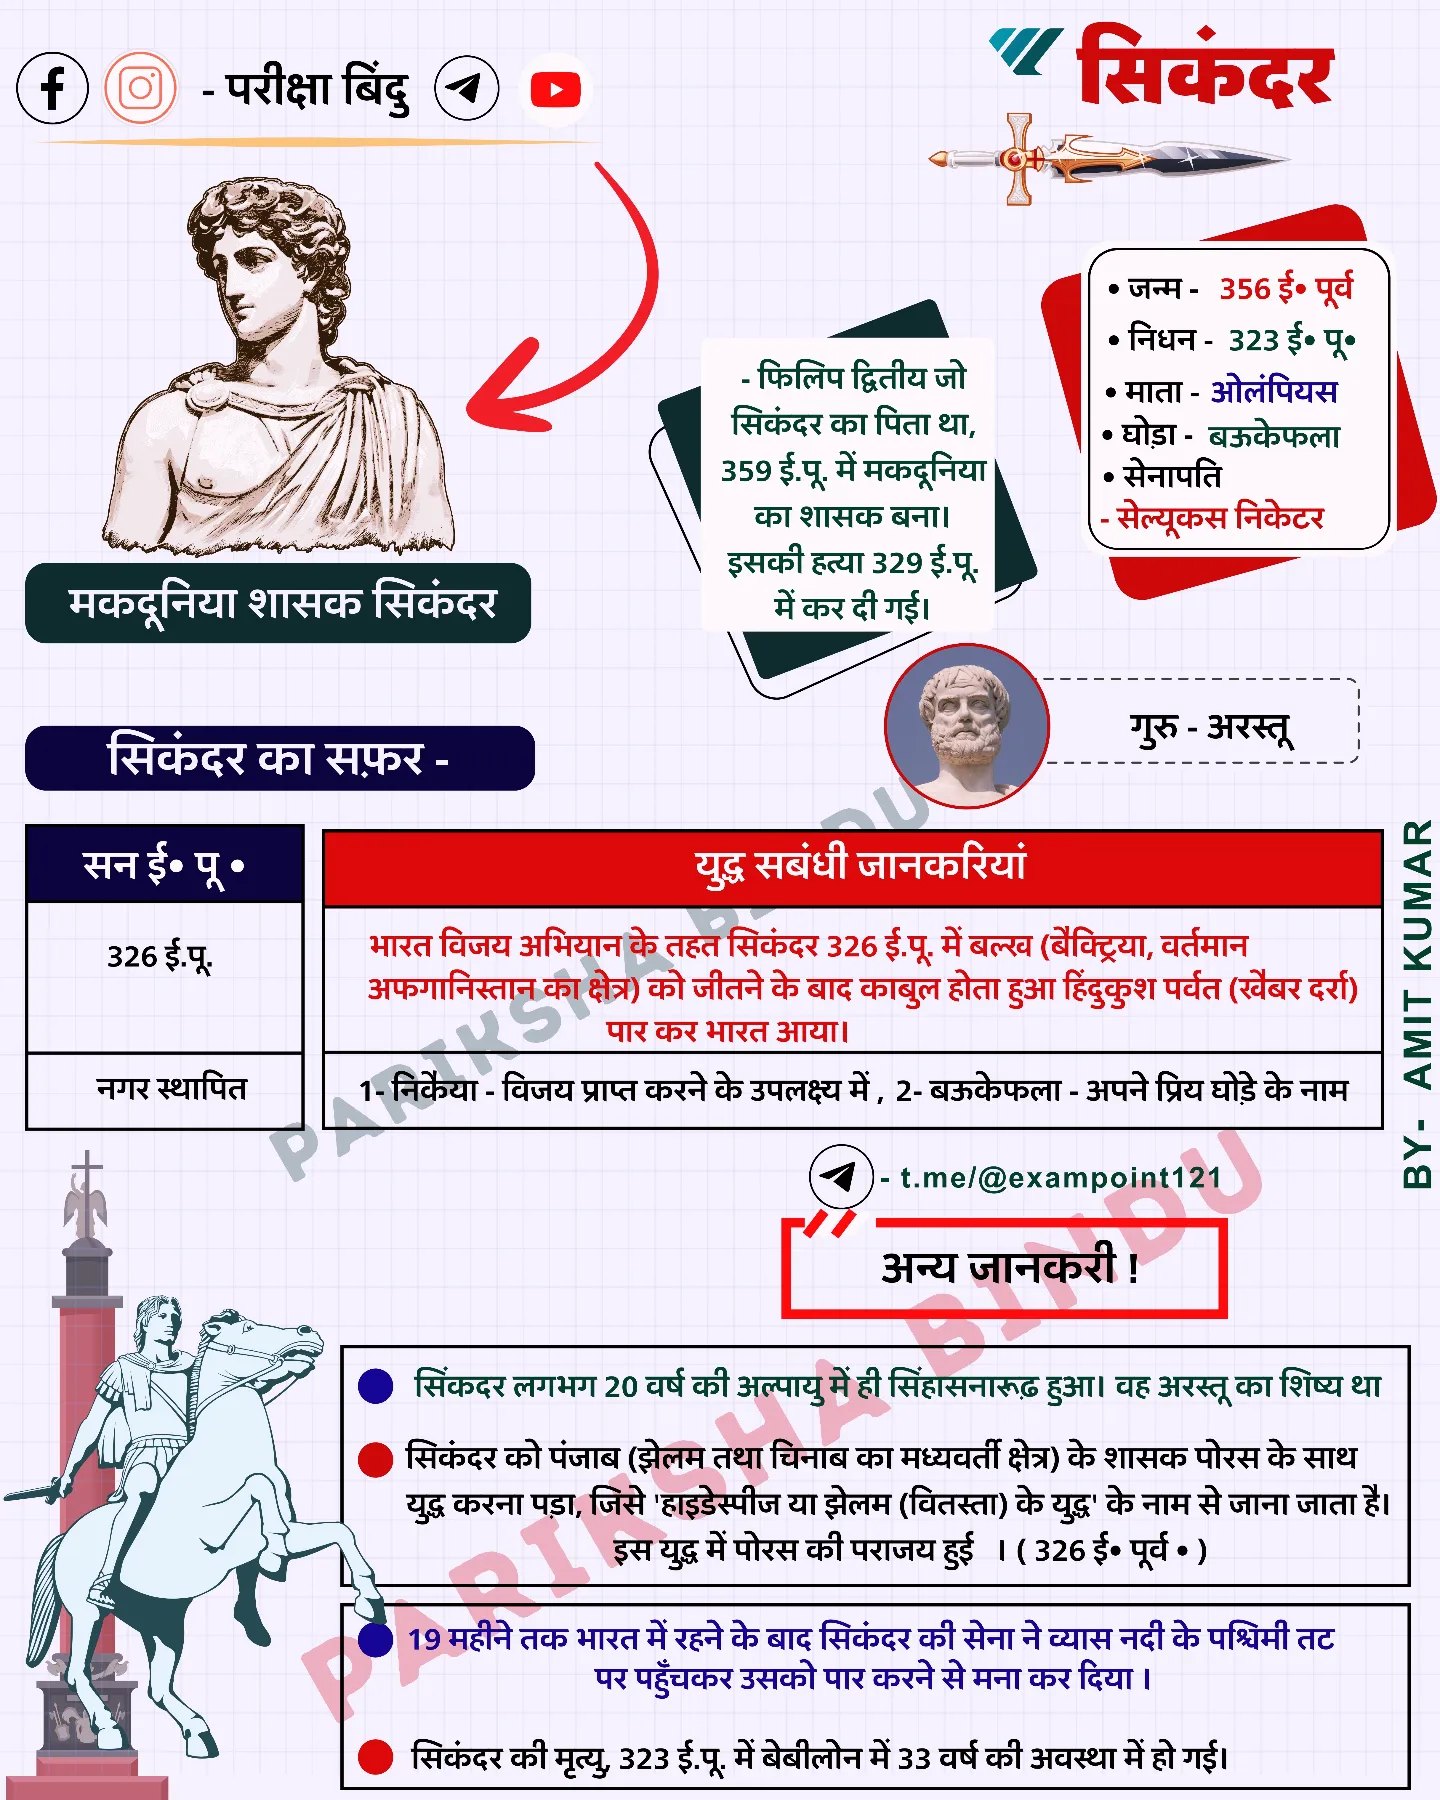 - परीक्षा बिंदु
सिकंदर
• जन्म - 356 ई• पूर्व
• निधन - 323 ई• पू•
• माता - ओलंपियस
• घोड़ा - बऊकेफला
• सेनापति
- सेल्यूकस निकेटर
- फिलिप द्वितीय जो
सिकंदर का पिता था,
359 ई.पू. में मकदूनिया
का शासक बना।
इसकी हत्या 329 ई.पू.
में कर दी गई।
मकदूनिया शासक सिकंदर
गुरु - अरस्तू
सिकंदर का सफ़र -
सन ई• पू •
युद्ध सबंधी जानकरियां
326 ई.पू.
भारत विजय अभियान के तहत सिकंदर 326 ई.पू. में बल्ख (बैक्ट्रिया, वर्तमान
अफगानिस्तान का क्षेत्र) को जीतने के बाद काबुल होता हुआ हिंदुकुश पर्वत (खैबर दर्रा)
पार कर भारत आया।
नगर स्थापित
1- निकैया - विजय प्राप्त करने के उपलक्ष्य में , 2- बऊकेफला - अपने प्रिय घोड़े के नाम
BY- AMIT KUMAR
PARIKSHA BINDU
- t.me/@exampoint121
अन्य जानकरी !
सिंकदर लगभग 20 वर्ष की अल्पायु में ही सिंहासनारूढ़ हुआ। वह अरस्तू का शिष्य था
सिकंदर को पंजाब (झेलम तथा चिनाब का मध्यवर्ती क्षेत्र) के शासक पोरस के साथ
युद्ध करना पड़ा, जिसे 'हाइडेस्पीज या झेलम (वितस्ता) के युद्ध' के नाम से जाना जाता है।
इस युद्ध में पोरस की पराजय हुई । ( 326 ई• पूर्व • )
PARIKSHA BINDU
19 महीने तक भारत में रहने के बाद सिकंदर की सेना ने व्यास नदी के पश्चिमी तट
पर पहुँचकर उसको पार करने से मना कर दिया ।
सिकंदर की मृत्यु, 323 ई.पू. में बेबीलोन में 33 वर्ष की अवस्था में हो गई।